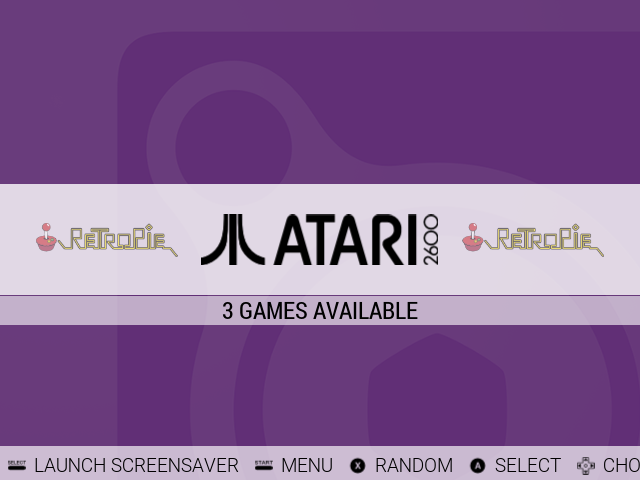 RETROPIE ATARI 2600 RETROPIE
3 GAMES AVAILABLE
SELECT LAUNCH SCREENSAVER START MENU X RANDOM A SELECT CHO